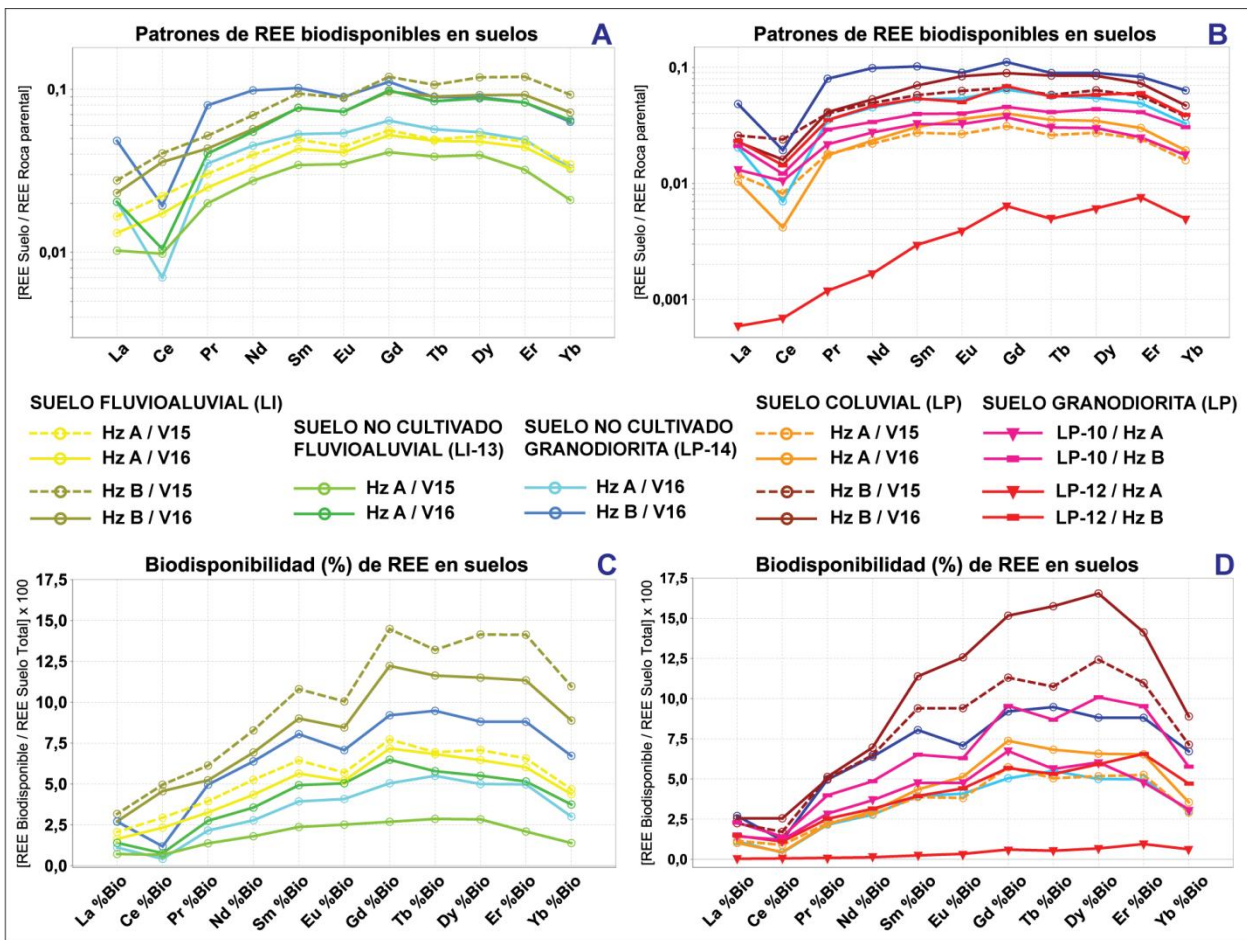 Patrones de REE biodisponibles en suelos
A
[REE Suelo / REE Roca parental]
0,1
0,01
La Ce Pr Nd Sm Eu Gd Tb Dy Er Yb
Patrones de REE biodisponibles en suelos
B
[REE Suelo / REE Roca parental]
0,1
0,01
0,001
La Ce Pr Nd Sm Eu Gd Tb Dy Er Yb
SUELO FLUVIOALUVIAL (LI)
Hz A / V15
Hz A / V16
Hz B / V15
Hz B / V16
SUELO NO CULTIVADO
FLUVIOALUVIAL (LI-13)
Hz A / V15
Hz A / V16
SUELO NO CULTIVADO
GRANODIORITA (LP-14)
Hz A / V16
Hz B / V16
SUELO COLUVIAL (LP)
Hz A / V15
Hz A / V16
Hz B / V15
Hz B / V16
SUELO GRANODIORITA (LP)
LP-10 / Hz A
LP-10 / Hz B
LP-12 / Hz A
LP-12 / Hz B
Biodisponibilidad (%) de REE en suelos
C
[REE Biodisponible / REE Suelo Total] x 100
17,5
15,0
12,5
10,0
7,5
5,0
2,5
0,0
La %Bio Ce %Bio Pr %Bio Nd %Bio Sm %Bio Eu %Bio Gd %Bio Tb %Bio Dy %Bio Er %Bio Yb %Bio
Biodisponibilidad (%) de REE en suelos
D
[REE Biodisponible / REE Suelo Total] x 100
17,5
15,0
12,5
10,0
7,5
5,0
2,5
0,0
La %Bio Ce %Bio Pr %Bio Nd %Bio Sm %Bio Eu %Bio Gd %Bio Tb %Bio Dy %Bio Er %Bio Yb %Bio